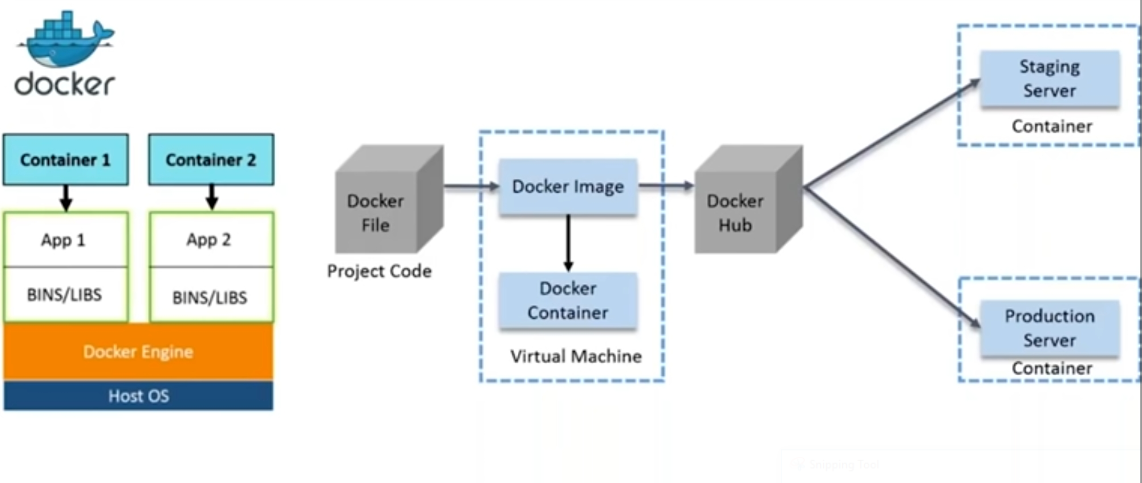 docker
Container 1
Container 2
App 1
App 2
BINS/LIBS
BINS/LIBS
Docker Engine
Host OS
Docker
File
Project Code
Docker Image
Docker
Container
Virtual Machine
Docker
Hub
Staging
Server
Container
Production
Server
Container